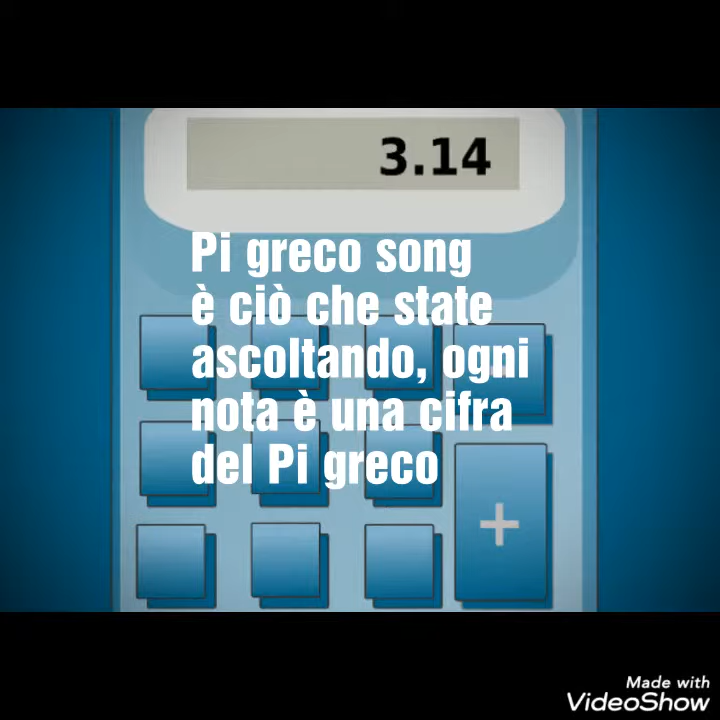 3.14
Pi greco song
è ciò che state
ascoltando, ogni
nota è una cifra
del Pi greco
+
Made with
VideoShow